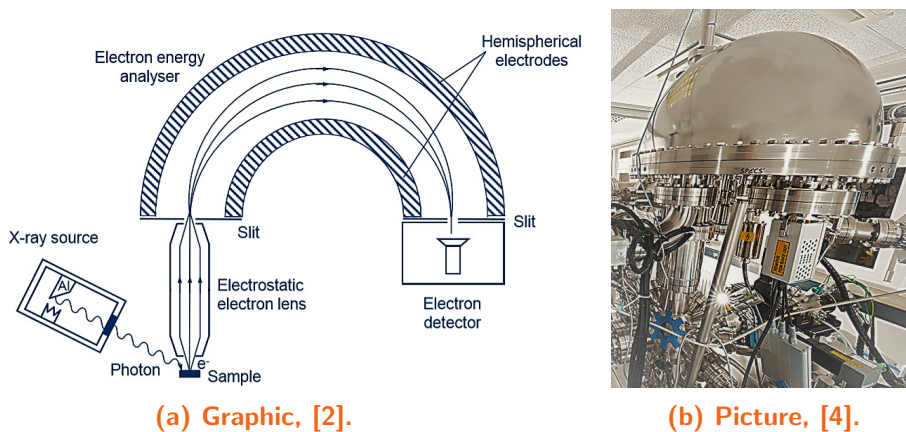 Electron energy
analyser
Hemispherical
electrodes
Slit
Slit
X-ray source
Al
Electrostatic
electron lens
Electron
detector
Photon
e-
Sample
SPECS
(a) Graphic, [2].
(b) Picture, [4].